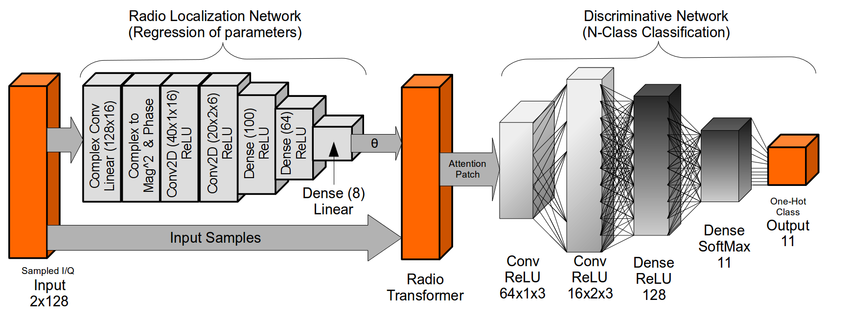 Radio Localization Network
(Regression of parameters)
Discriminative Network
(N-Class Classification)
Complex Conv
Linear (128x16)
Complex to
Mag^2 & Phase
Conv2D (40x1x16)
ReLU
Conv2D (20x2x6)
ReLU
Dense (100)
ReLU
Dense (64)
ReLU
Dense (8)
Linear
θ
Input Samples
Sampled I/Q
Input
2x128
Radio
Transformer
Attention
Patch
Conv
ReLU
64x1x3
Conv
ReLU
16x2x3
Dense
ReLU
128
Dense
SoftMax
11
One-Hot
Class
Output
11